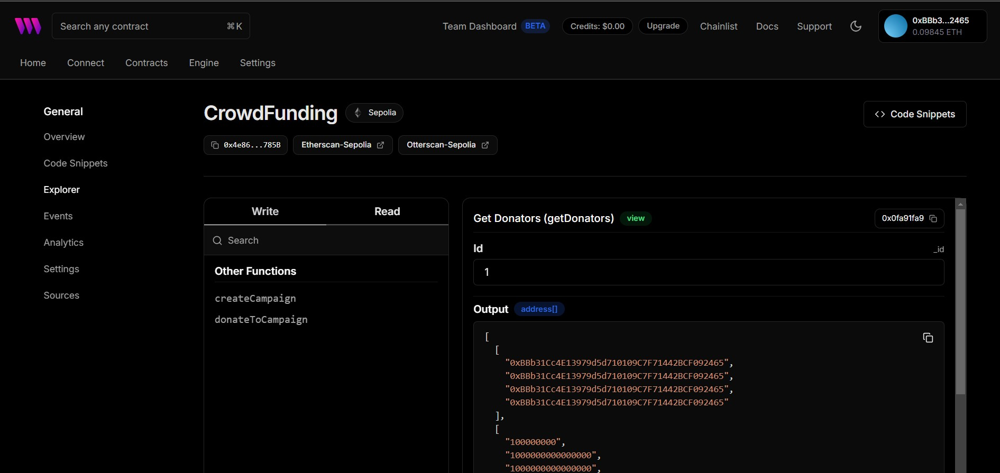 Search any contract ⌘K
Team Dashboard BETA Credits: $0.00 Upgrade Chainlist Docs Support
0xBBb3...2465
0.09845 ETH
Home Connect Contracts Engine Settings
General
Overview
Code Snippets
Explorer
Events
Analytics
Settings
Sources
CrowdFunding Sepolia
<> Code Snippets
0x4e86...785B Etherscan-Sepolia Otterscan-Sepolia
Write Read
Search
Other Functions
createCampaign
donateToCampaign
Get Donators (getDonators) view 0x0fa91fa9
Id _id
1
Output address[]
[
[
"0xBBb31Cc4E13979d5d710109C7F71442BCF092465",
"0xBBb31Cc4E13979d5d710109C7F71442BCF092465",
"0xBBb31Cc4E13979d5d710109C7F71442BCF092465",
"0xBBb31Cc4E13979d5d710109C7F71442BCF092465"
],
[
"100000000",
"1000000000000000",
"1000000000000000",